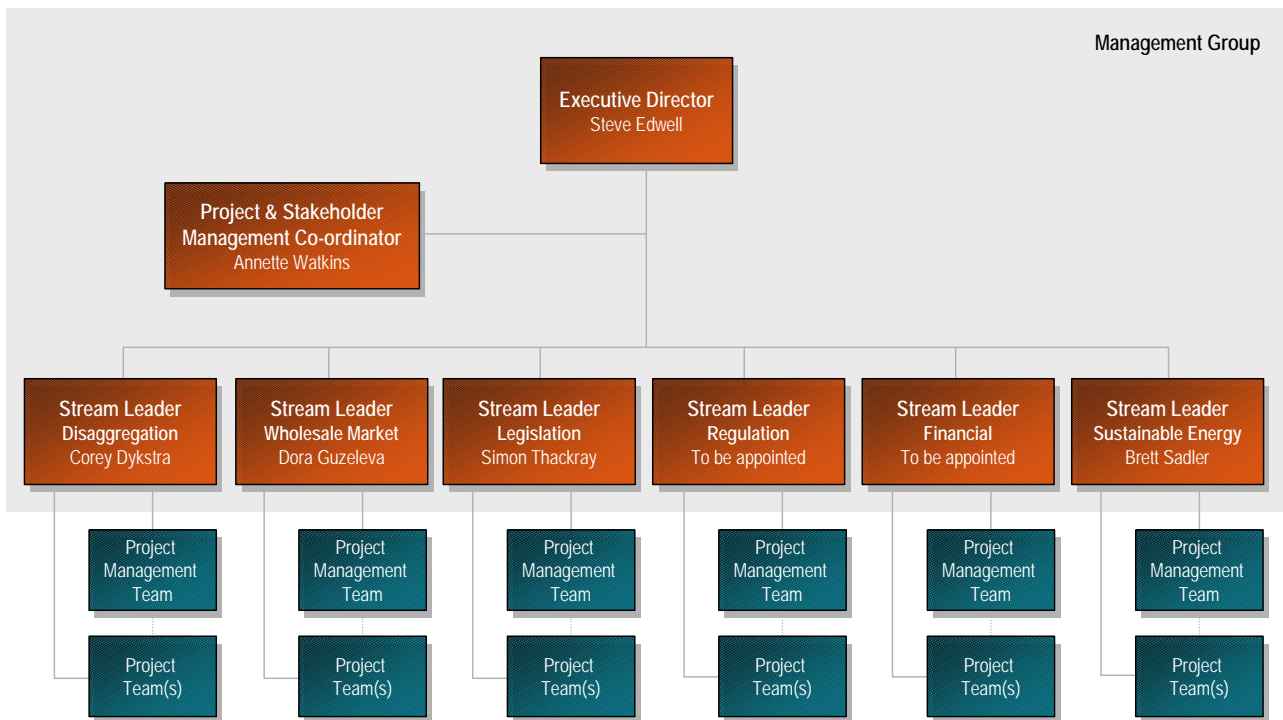 Management Group
Executive Director
Steve Edwell
Project & Stakeholder
Management Co-ordinator
Annette Watkins
Stream Leader
Disaggregation
Corey Dykstra
Stream Leader
Wholesale Market
Dora Guzeleva
Stream Leader
Legislation
Simon Thackray
Stream Leader
Regulation
To be appointed
Stream Leader
Financial
To be appointed
Stream Leader
Sustainable Energy
Brett Sadler
Project
Management
Team
Project
Management
Team
Project
Management
Team
Project
Management
Team
Project
Management
Team
Project
Management
Team
Project
Team(s)
Project
Team(s)
Project
Team(s)
Project
Team(s)
Project
Team(s)
Project
Team(s)